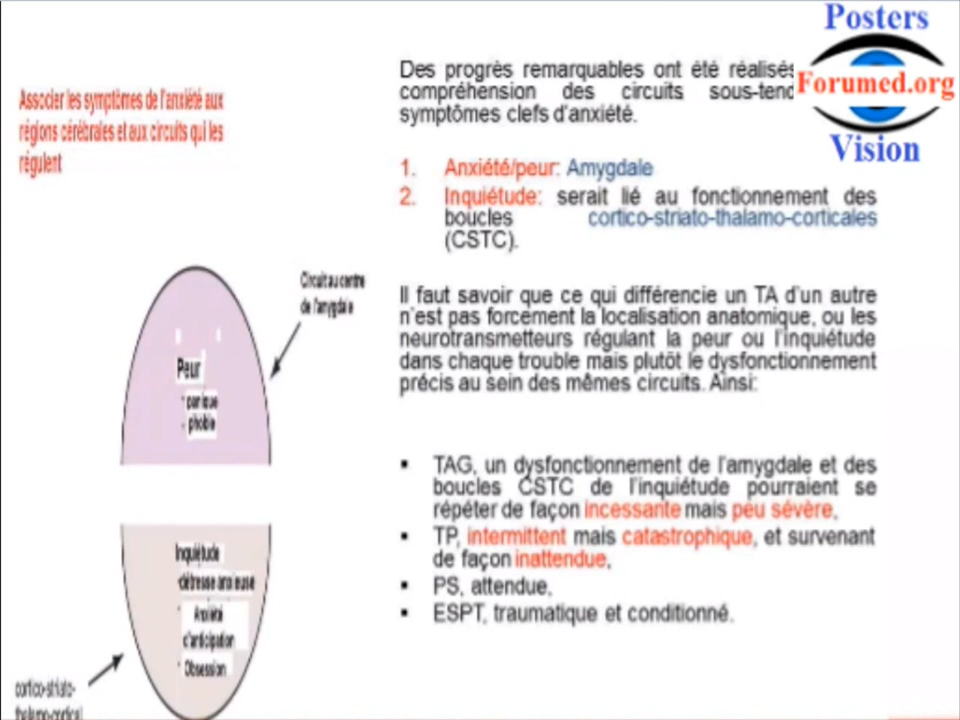 Posters
Forumed.org
Vision
Associer les symptômes de l'anxiété aux
régions cérébrales et aux circuits qui les
régulent
Des progrès remarquables ont été réalisés
compréhension des circuits sous-tend
symptômes clefs d'anxiété.
1. Anxiété/peur: Amygdale
2. Inquiétude: serait lié au fonctionnement des
boucles cortico-striato-thalamo-corticales
(CSTC).
Il faut savoir que ce qui différencie un TA d'un autre
n'est pas forcement la localisation anatomique, ou les
neurotransmetteurs régulant la peur ou l'inquiétude
dans chaque trouble mais plutôt le dysfonctionnement
précis au sein des mêmes circuits. Ainsi:
▪ TAG, un dysfonctionnement de l'amygdale et des
boucles CSTC de l'inquiétude pourraient se
répéter de façon incessante mais peu sévère,
▪ TP, intermittent mais catastrophique, et survenant
de façon inattendue,
▪ PS, attendue,
▪ ESPT, traumatique et conditionné.
Circuit au centre
de l'amygdale
Peur
- panique
- phobie
Inquiétude
-détresse anxieuse
Anxiété
d'anticipation
Obsession
cortico-striato-
thalamo-cortical